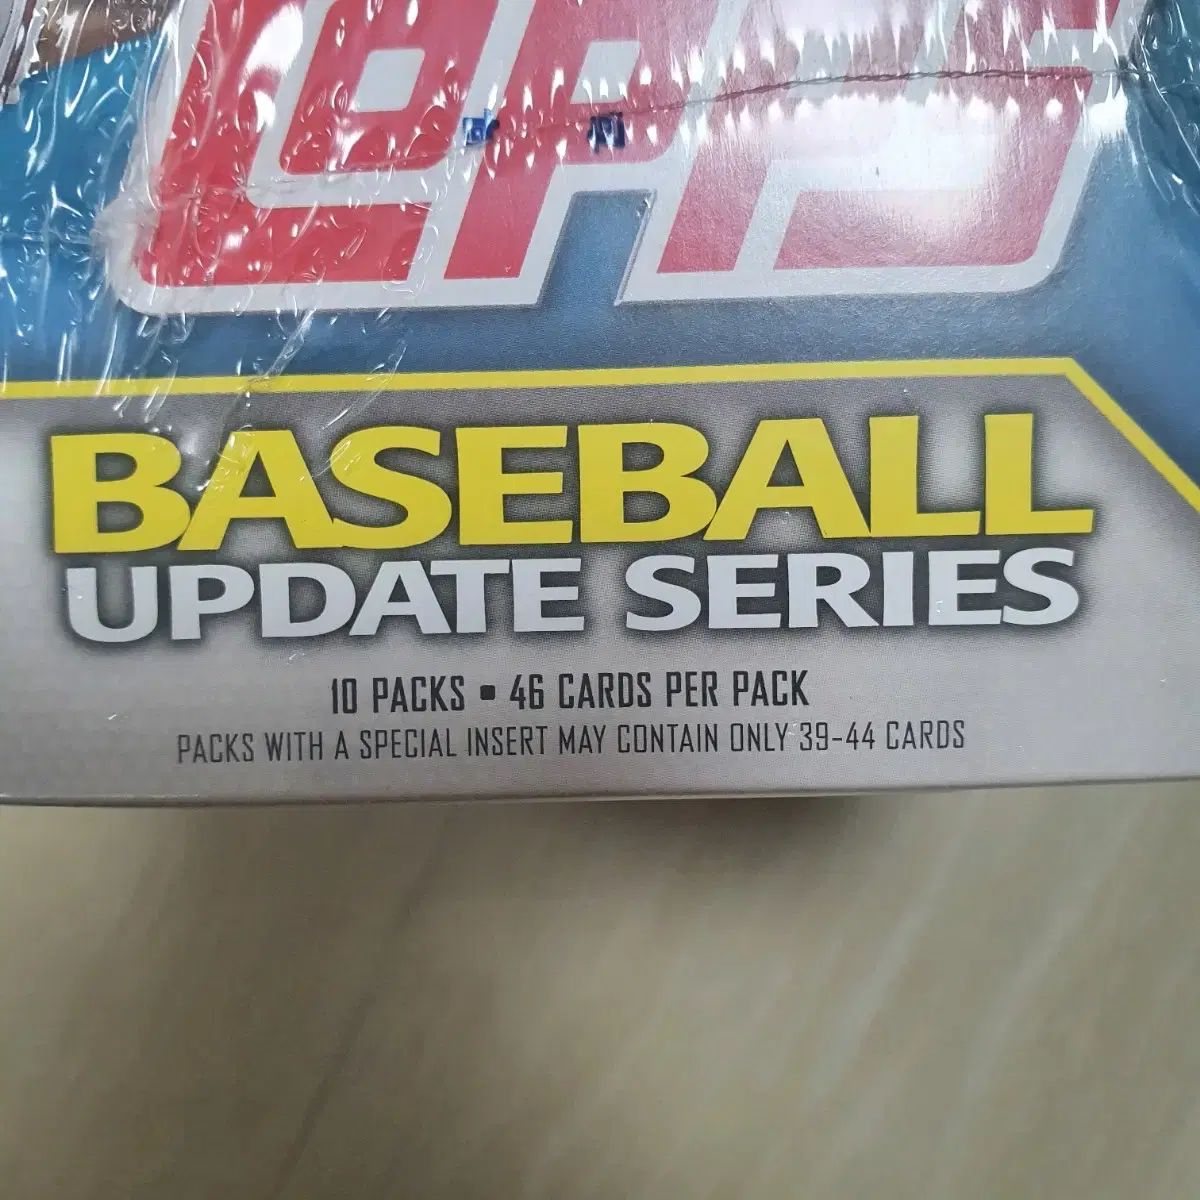 topps
BASEBALL
UPDATE SERIES
10 PACKS • 46 CARDS PER PACK
PACKS WITH A SPECIAL INSERT MAY CONTAIN ONLY 39-44 CARDS